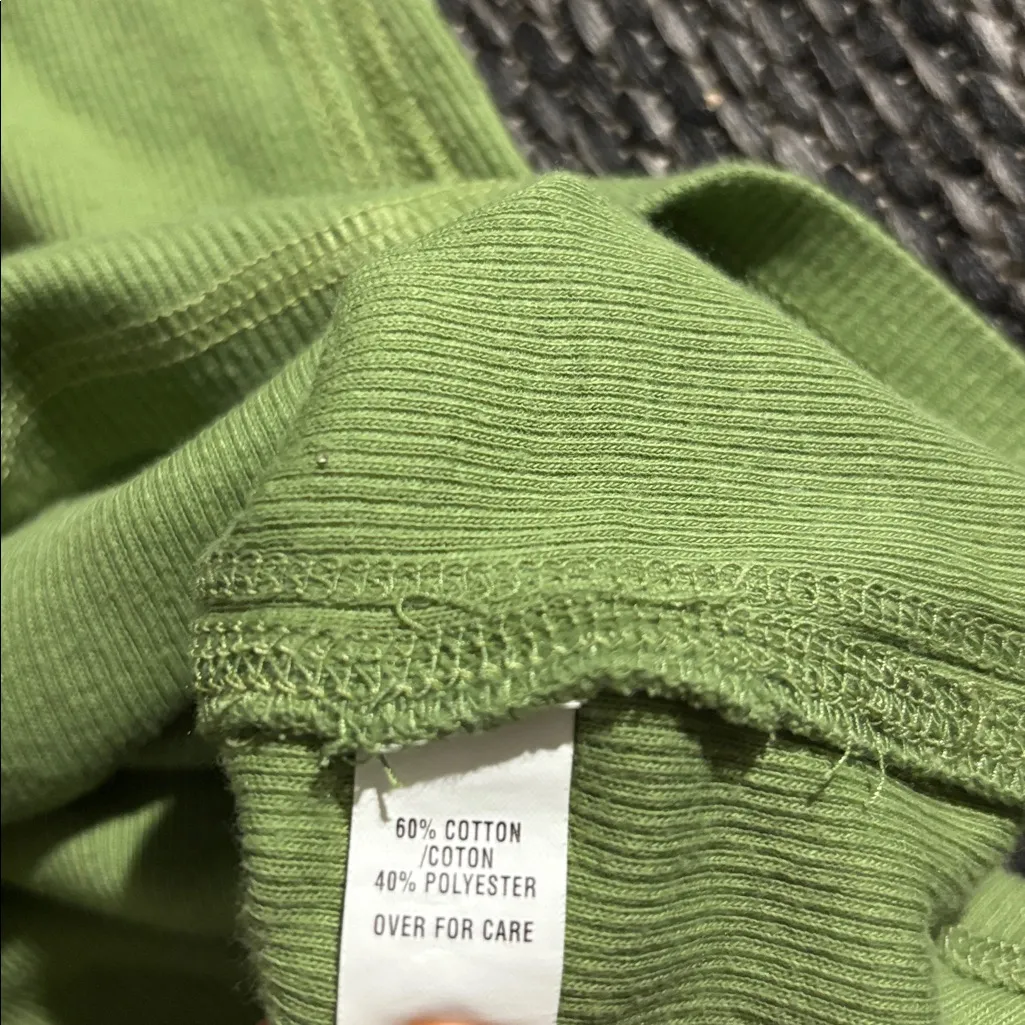 60% COTTON
/COTON
40% POLYESTER
OVER FOR CARE